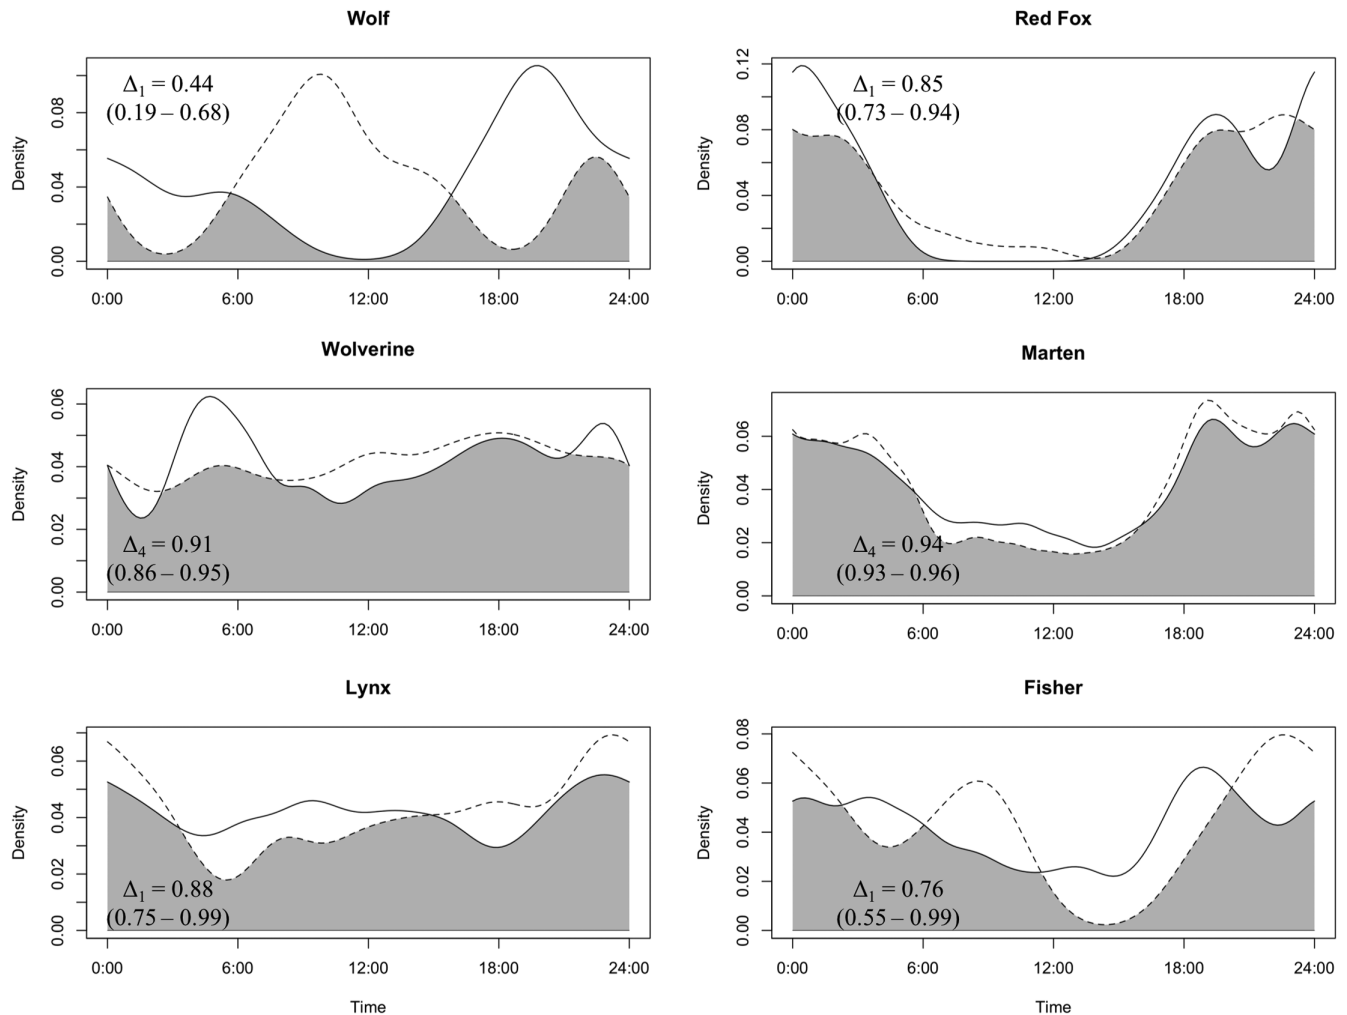 Wolf
Δ1 = 0.44
(0.19 – 0.68)
Density
0.00
0.04
0.08
0:00
6:00
12:00
18:00
24:00
Red Fox
Δ1 = 0.85
(0.73 – 0.94)
Density
0.00
0.04
0.08
0.12
0:00
6:00
12:00
18:00
24:00
Wolverine
Δ4 = 0.91
(0.86 – 0.95)
Density
0.00
0.02
0.04
0.06
0:00
6:00
12:00
18:00
24:00
Marten
Δ4 = 0.94
(0.93 – 0.96)
Density
0.00
0.02
0.04
0.06
0:00
6:00
12:00
18:00
24:00
Lynx
Δ1 = 0.88
(0.75 – 0.99)
Density
0.00
0.02
0.04
0.06
0:00
6:00
12:00
18:00
24:00
Time
Fisher
Δ1 = 0.76
(0.55 – 0.99)
Density
0.00
0.02
0.04
0.06
0.08
0:00
6:00
12:00
18:00
24:00
Time